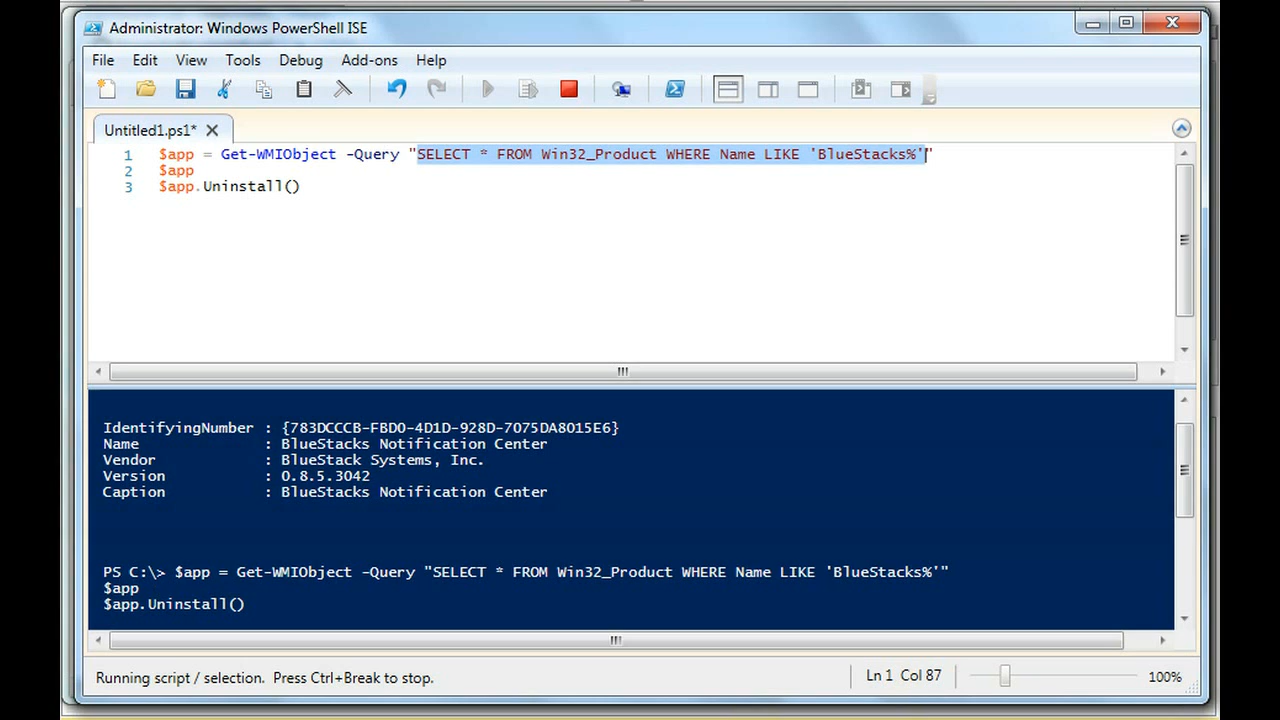 Administrator: Windows PowerShell ISE
File Edit View Tools Debug Add-ons Help
Untitled1.ps1*
1 $app = Get-WMIObject -Query "SELECT * FROM Win32_Product WHERE Name LIKE 'BlueStacks%'"
2 $app
3 $app.Uninstall()
IdentifyingNumber : {783DCCCB-FBD0-4D1D-928D-7075DA8015E6}
Name : BlueStacks Notification Center
Vendor : BlueStack Systems, Inc.
Version : 0.8.5.3042
Caption : BlueStacks Notification Center
PS C:\> $app = Get-WMIObject -Query "SELECT * FROM Win32_Product WHERE Name LIKE 'BlueStacks%'"
$app
$app.Uninstall()
Running script / selection. Press Ctrl+Break to stop. Ln 1 Col 87 100%